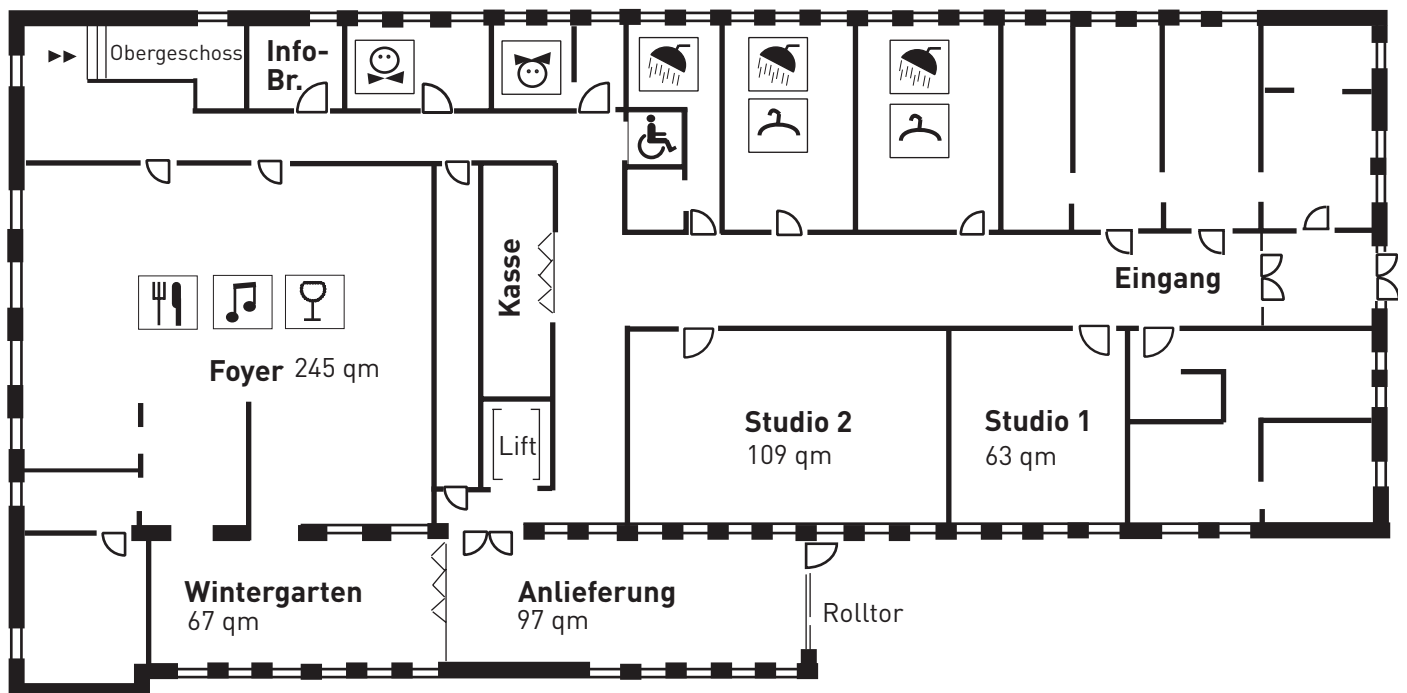 Obergeschoss
Info-
Br.
Kasse
Eingang
Foyer 245 qm
Lift
Studio 2
109 qm
Studio 1
63 qm
Wintergarten
67 qm
Anlieferung
97 qm
Rolltor